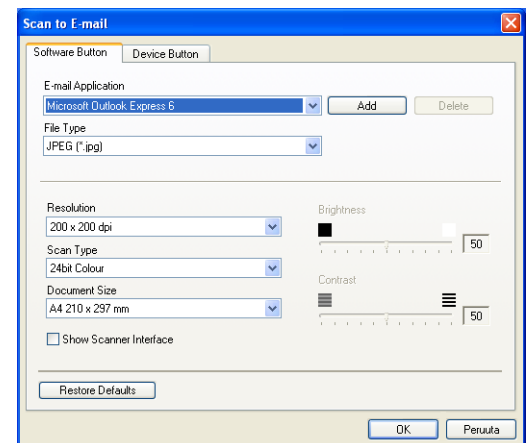 Scan to E-mail
Software Button
Device Button
E-mail Application
Microsoft Outlook Express 6
Add
Delete
File Type
JPEG (*.jpg)
Resolution
200 x 200 dpi
Scan Type
24bit Colour
Document Size
A4 210 x 297 mm
Show Scanner Interface
Brightness
50
Contrast
50
Restore Defaults
OK
Peruuta